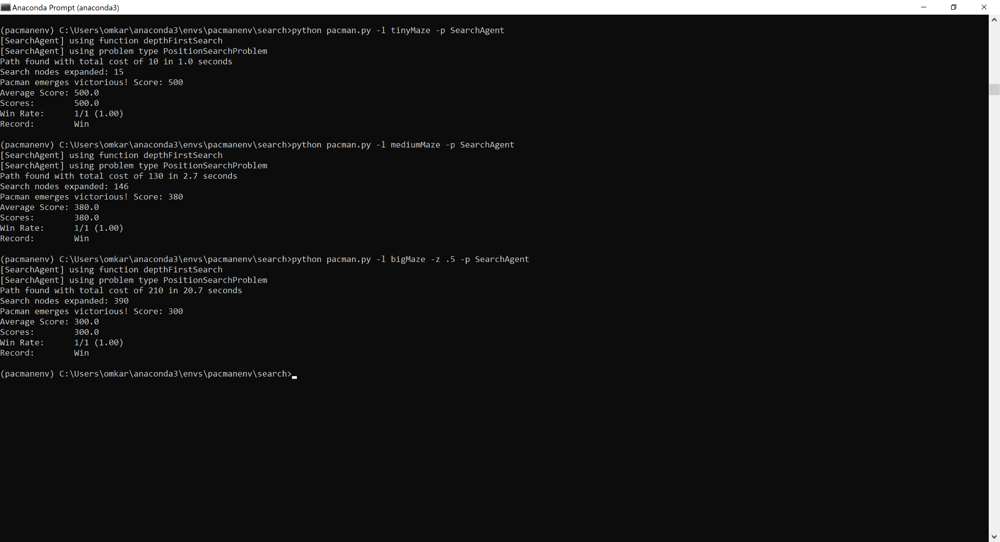 Anaconda Prompt (anaconda3)
(pacmanenv) C:\Users\omkar\anaconda3\envs\pacmanenv\search>python pacman.py -l tinyMaze -p SearchAgent
[SearchAgent] using function depthFirstSearch
[SearchAgent] using problem type PositionSearchProblem
Path found with total cost of 10 in 1.0 seconds
Search nodes expanded: 15
Pacman emerges victorious! Score: 500
Average Score: 500.0
Scores:        500.0
Win Rate:      1/1 (1.00)
Record:        Win
(pacmanenv) C:\Users\omkar\anaconda3\envs\pacmanenv\search>python pacman.py -l mediumMaze -p SearchAgent
[SearchAgent] using function depthFirstSearch
[SearchAgent] using problem type PositionSearchProblem
Path found with total cost of 130 in 2.7 seconds
Search nodes expanded: 146
Pacman emerges victorious! Score: 380
Average Score: 380.0
Scores:        380.0
Win Rate:      1/1 (1.00)
Record:        Win
(pacmanenv) C:\Users\omkar\anaconda3\envs\pacmanenv\search>python pacman.py -l bigMaze -z .5 -p SearchAgent
[SearchAgent] using function depthFirstSearch
[SearchAgent] using problem type PositionSearchProblem
Path found with total cost of 210 in 20.7 seconds
Search nodes expanded: 390
Pacman emerges victorious! Score: 300
Average Score: 300.0
Scores:        300.0
Win Rate:      1/1 (1.00)
Record:        Win
(pacmanenv) C:\Users\omkar\anaconda3\envs\pacmanenv\search>